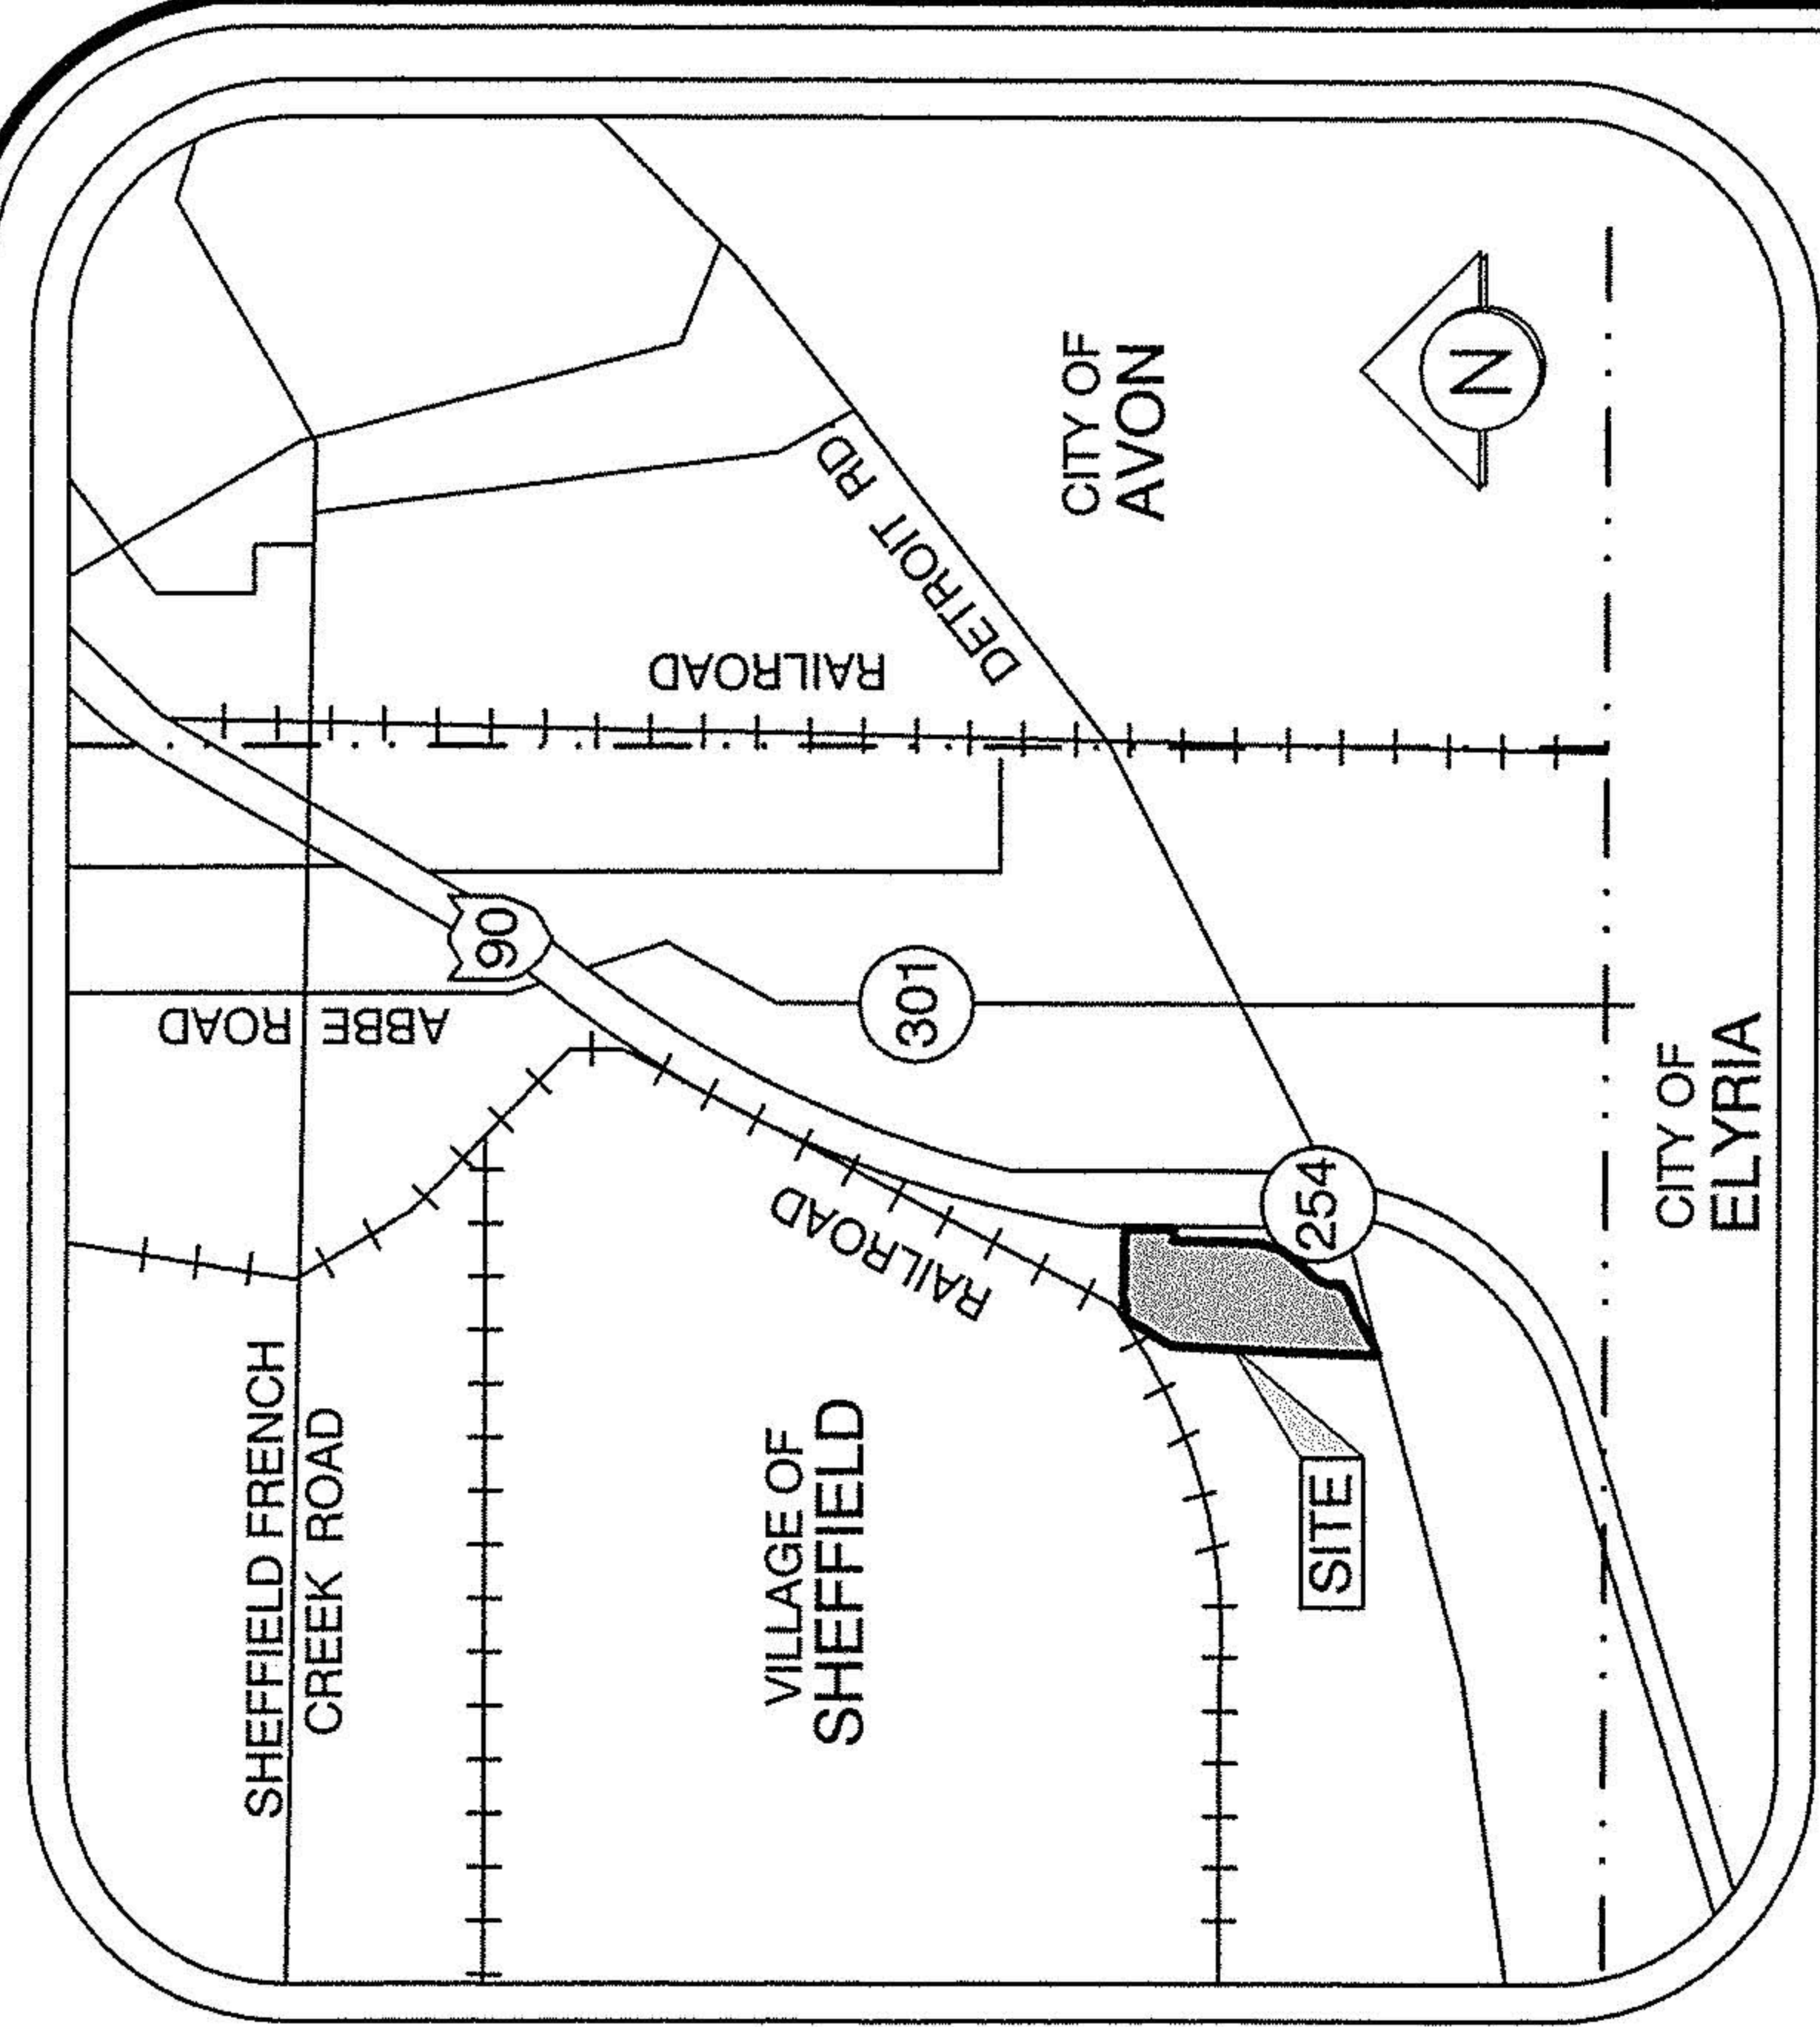 SHEFFIELD FRENCH
CREEK ROAD
ABBE ROAD
90
RAILROAD
301
DETROIT RD
CITY OF
AVON
N
VILLAGE OF
SHEFFIELD
RAILROAD
254
SITE
CITY OF
ELYRIA